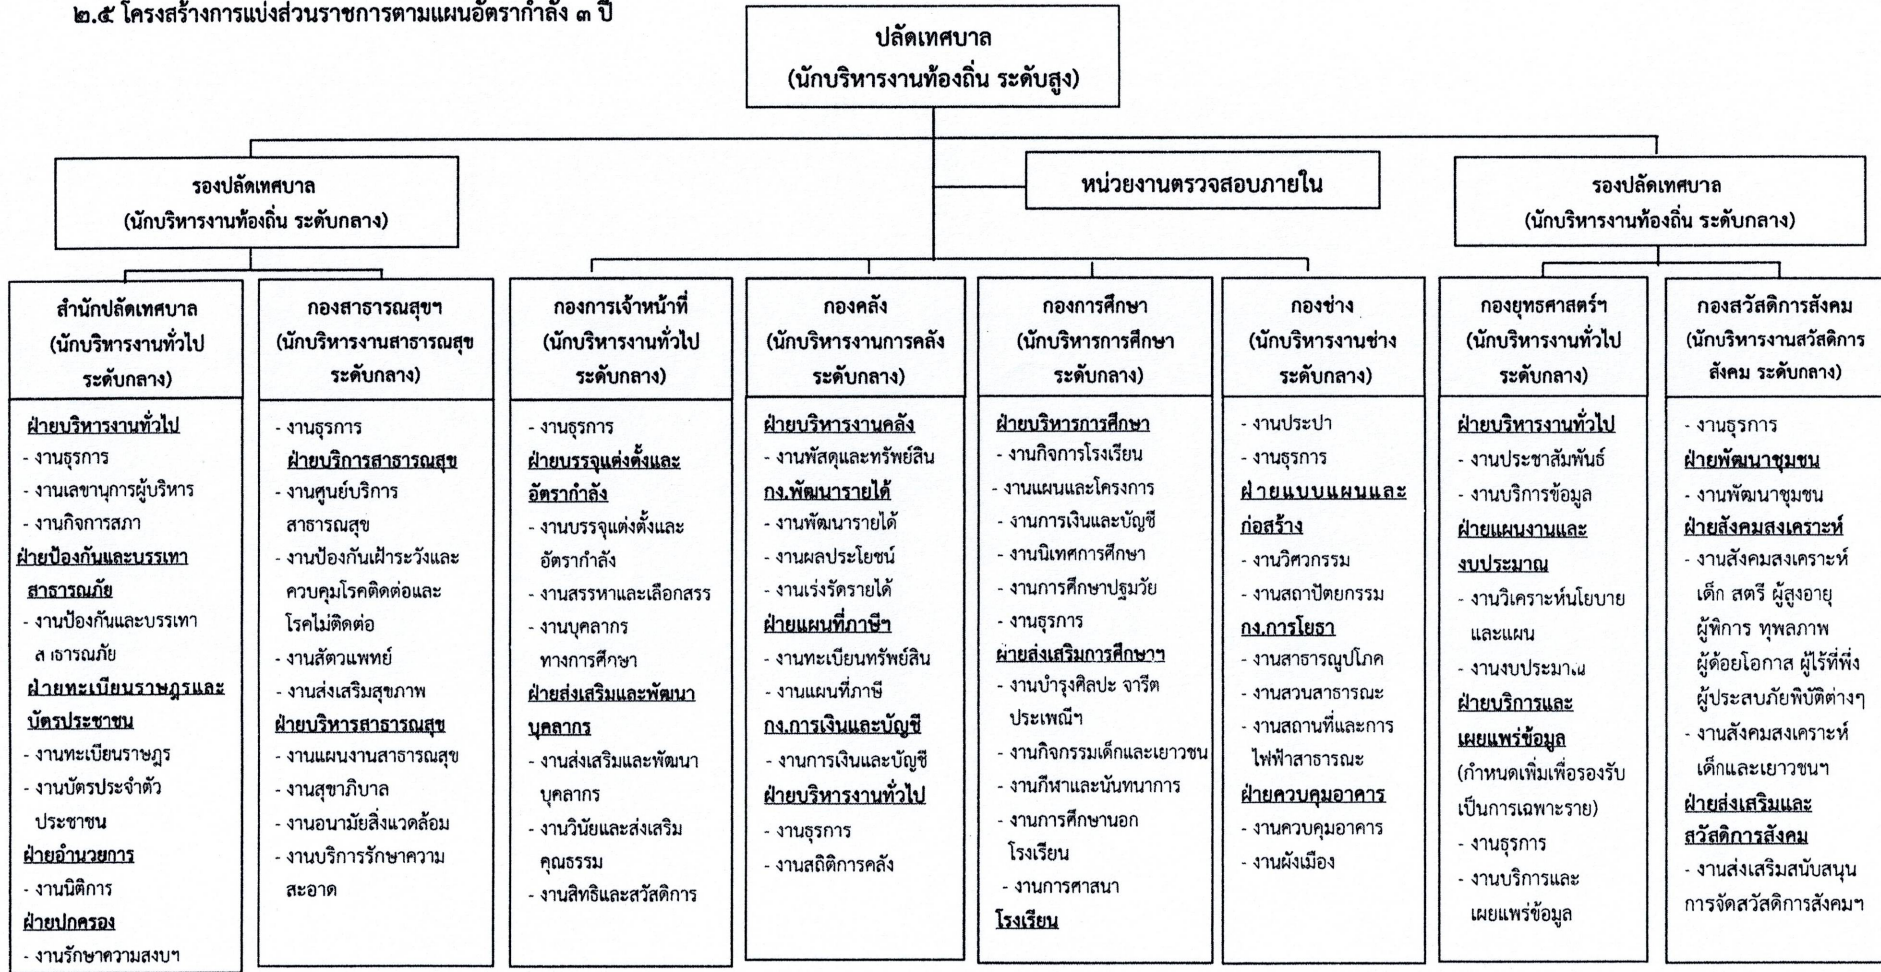 ๒.๕ โครงสร้างการแบ่งส่วนราชการตามแผนอัตรากำลัง ๓ ปี
ปลัดเทศบาล
(นักบริหารงานท้องถิ่น ระดับสูง)
รองปลัดเทศบาล
(นักบริหารงานท้องถิ่น ระดับกลาง)
หน่วยงานตรวจสอบภายใน
รองปลัดเทศบาล
(นักบริหารงานท้องถิ่น ระดับกลาง)
สำนักปลัดเทศบาล
(นักบริหารงานทั่วไป
ระดับกลาง)
ฝ่ายบริหารงานทั่วไป
- งานธุรการ
- งานเลขานุการผู้บริหาร
- งานกิจการสภา
ฝ่ายป้องกันและบรรเทา
สาธารณภัย
- งานป้องกันและบรรเทา
สาธารณภัย
ฝ่ายทะเบียนราษฎรและ
บัตรประชาชน
- งานทะเบียนราษฎร
- งานบัตรประจำตัว
ประชาชน
ฝ่ายอำนวยการ
- งานนิติการ
ฝ่ายปกครอง
- งานรักษาความสงบฯ
กองสาธารณสุขฯ
(นักบริหารงานสาธารณสุข
ระดับกลาง)
- งานธุรการ
ฝ่ายบริการสาธารณสุข
- งานศูนย์บริการ
สาธารณสุข
- งานป้องกันเฝ้าระวังและ
ควบคุมโรคติดต่อและ
โรคไม่ติดต่อ
- งานสัตวแพทย์
- งานส่งเสริมสุขภาพ
ฝ่ายบริหารสาธารณสุข
- งานแผนงานสาธารณสุข
- งานสุขาภิบาล
- งานอนามัยสิ่งแวดล้อม
- งานบริการรักษาความ
สะอาด
กองการเจ้าหน้าที่
(นักบริหารงานทั่วไป
ระดับกลาง)
- งานธุรการ
ฝ่ายบรรจุแต่งตั้งและ
อัตรากำลัง
- งานบรรจุแต่งตั้งและ
อัตรากำลัง
- งานสรรหาและเลือกสรร
- งานบุคลากร
ทางการศึกษา
ฝ่ายส่งเสริมและพัฒนา
บุคลากร
- งานส่งเสริมและพัฒนา
บุคลากร
- งานวินัยและส่งเสริม
คุณธรรม
- งานสิทธิและสวัสดิการ
กองคลัง
(นักบริหารงานการคลัง
ระดับกลาง)
ฝ่ายบริหารงานคลัง
- งานพัสดุและทรัพย์สิน
กง.พัฒนารายได้
- งานพัฒนารายได้
- งานผลประโยชน์
- งานเร่งรัดรายได้
ฝ่ายแผนที่ภาษีฯ
- งานทะเบียนทรัพย์สิน
- งานแผนที่ภาษี
กง.การเงินและบัญชี
- งานการเงินและบัญชี
ฝ่ายบริหารงานทั่วไป
- งานธุรการ
- งานสถิติการคลัง
กองการศึกษา
(นักบริหารการศึกษา
ระดับกลาง)
ฝ่ายบริหารการศึกษา
- งานกิจการโรงเรียน
- งานแผนและโครงการ
- งานการเงินและบัญชี
- งานนิเทศการศึกษา
- งานการศึกษาปฐมวัย
- งานธุรการ
ฝ่ายส่งเสริมการศึกษาฯ
- งานบำรุงศิลปะ จารีต
ประเพณีฯ
- งานกิจกรรมเด็กและเยาวชน
- งานกีฬาและนันทนาการ
- งานการศึกษานอก
โรงเรียน
- งานการศาสนา
โรงเรียน
กองช่าง
(นักบริหารงานช่าง
ระดับกลาง)
- งานประปา
- งานธุรการ
ฝ่ายแบบแผนและ
ก่อสร้าง
- งานวิศวกรรม
- งานสถาปัตยกรรม
กง.การโยธา
- งานสาธารณูปโภค
- งานสวนสาธารณะ
- งานสถานที่และการ
ไฟฟ้าสาธารณะ
ฝ่ายควบคุมอาคาร
- งานควบคุมอาคาร
- งานผังเมือง
กองยุทธศาสตร์ฯ
(นักบริหารงานทั่วไป
ระดับกลาง)
ฝ่ายบริหารงานทั่วไป
- งานประชาสัมพันธ์
- งานบริการข้อมูล
ฝ่ายแผนงานและ
งบประมาณ
- งานวิเคราะห์นโยบาย
และแผน
- งานงบประมาณ
ฝ่ายบริการและ
เผยแพร่ข้อมูล
(กำหนดเพิ่มเพื่อรองรับ
เป็นการเฉพาะราย)
- งานธุรการ
- งานบริการและ
เผยแพร่ข้อมูล
กองสวัสดิการสังคม
(นักบริหารงานสวัสดิการ
สังคม ระดับกลาง)
- งานธุรการ
ฝ่ายพัฒนาชุมชน
- งานพัฒนาชุมชน
ฝ่ายสังคมสงเคราะห์
- งานสังคมสงเคราะห์
เด็ก สตรี ผู้สูงอายุ
ผู้พิการ ทุพลภาพ
ผู้ด้อยโอกาส ผู้ไร้ที่พึ่ง
ผู้ประสบภัยพิบัติต่างๆ
- งานสังคมสงเคราะห์
เด็กและเยาวชนฯ
ฝ่ายส่งเสริมและ
สวัสดิการสังคม
- งานส่งเสริมสนับสนุน
การจัดสวัสดิการสังคมฯ